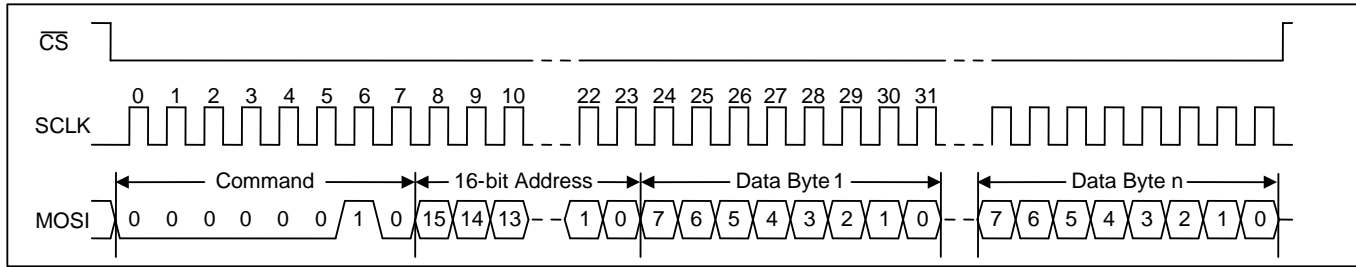 CS
0 1 2 3 4 5 6 7 8 9 10 22 23 24 25 26 27 28 29 30 31
SCLK
Command 16-bit Address Data Byte 1 Data Byte n
MOSI 0 0 0 0 0 0 1 0 15 14 13 1 0 7 6 5 4 3 2 1 0 7 6 5 4 3 2 1 0